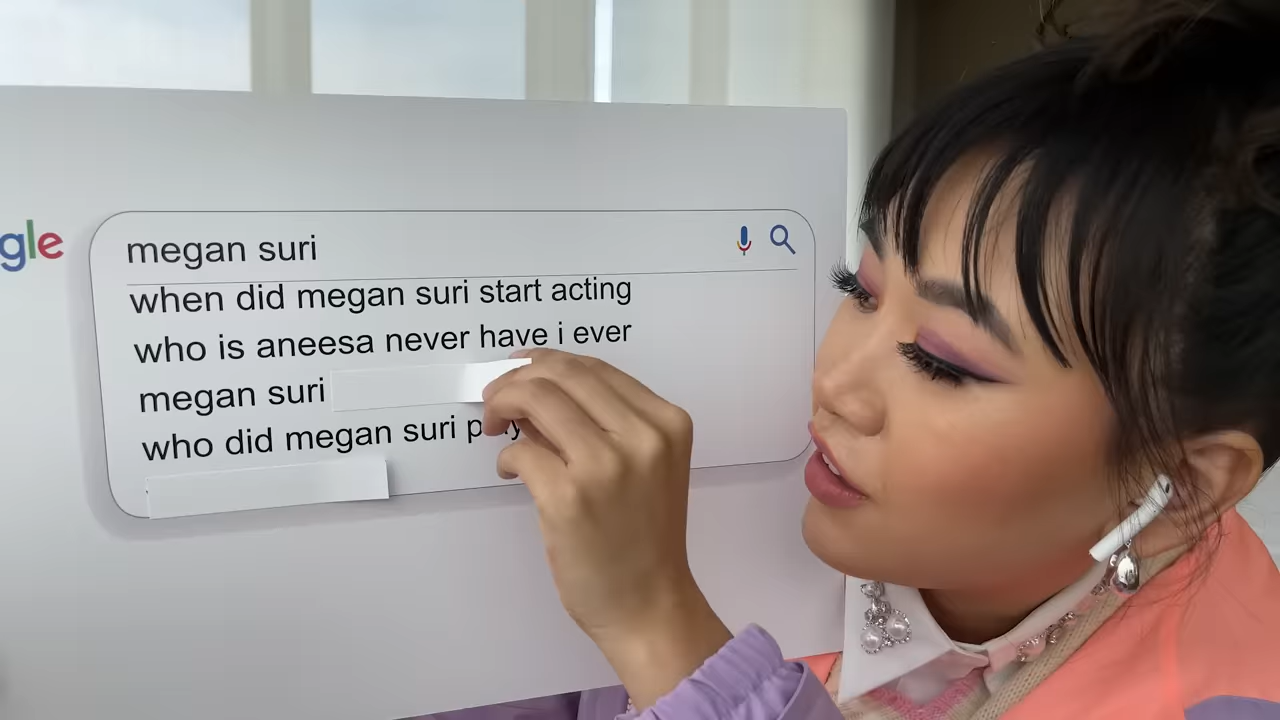 gle
megan suri
when did megan suri start acting
who is aneesa never have i ever
megan suri
who did megan suri